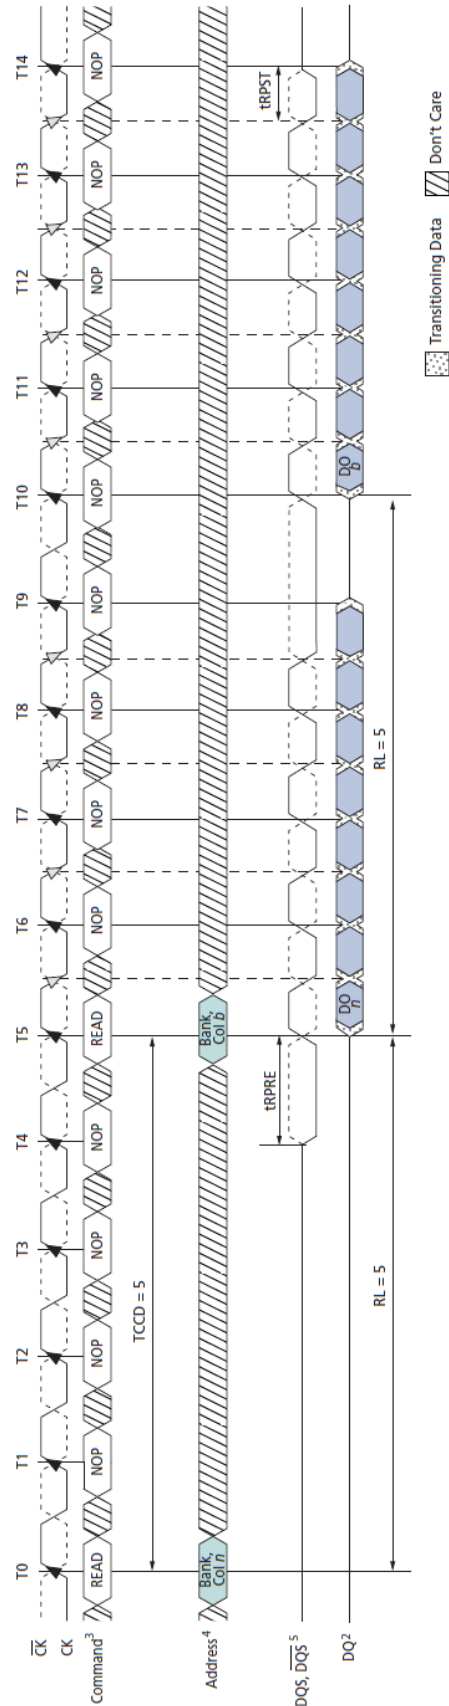 T0 T1 T2 T3 T4 T5 T6 T7 T8 T9 T10 T11 T12 T13 T14
CK
CK
Command3 READ NOP NOP NOP NOP READ NOP NOP NOP NOP NOP NOP NOP NOP NOP
TCCD = 5
Address4 Bank, Col n Bank, Col b
tRPRE tRPST
DQS, DQS 5
DQ2 DO n DO b
RL = 5 RL = 5
Transitioning Data Don't Care